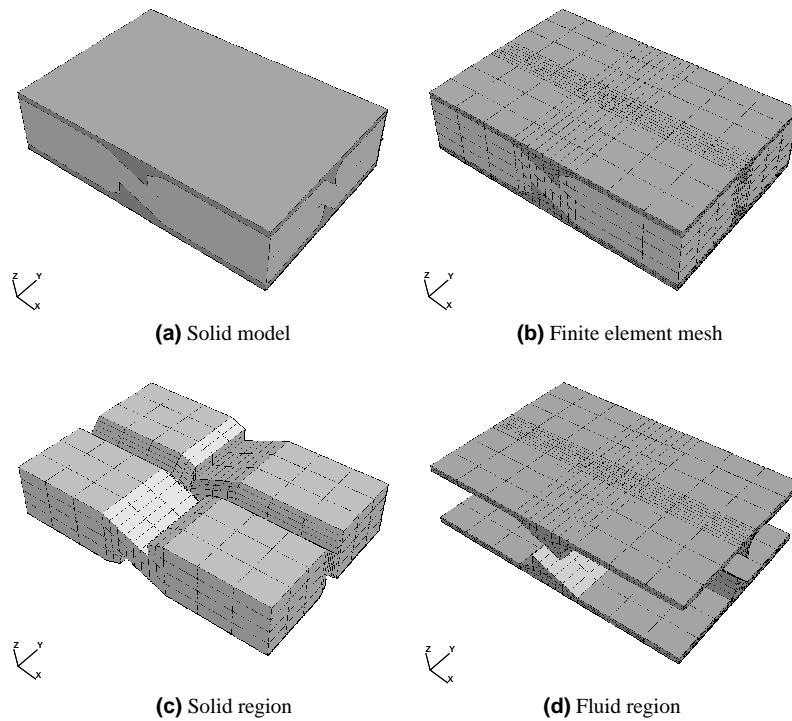 Z
Y
X
Z
Y
X
(a) Solid model
(b) Finite element mesh
Z
Y
X
Z
Y
X
(c) Solid region
(d) Fluid region